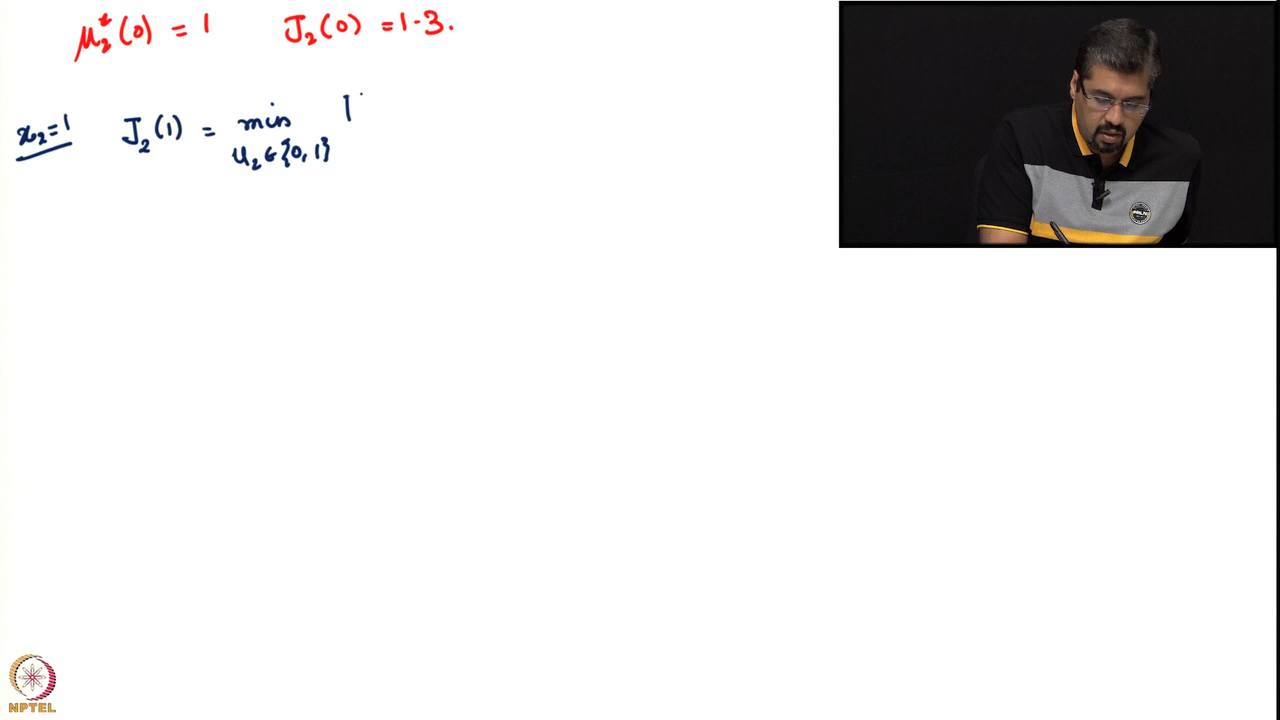 μ₂*(0) = 1 J₂(0) = 1.3.
x₂=1 J₂(1) = min
u₂∈{0,1}
NPTEL